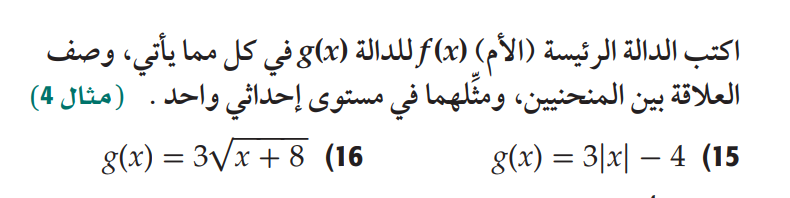 اكتب الدالة الرئيسة (الأم) f(x) للدالة g(x) في كل مما يأتي، وصف
العلاقة بين المنحنيين، ومثِّلهما في مستوى إحداثي واحد . (مثال 4)
15) g(x) = 3|x| − 4 16) g(x) = 3√(x + 8)